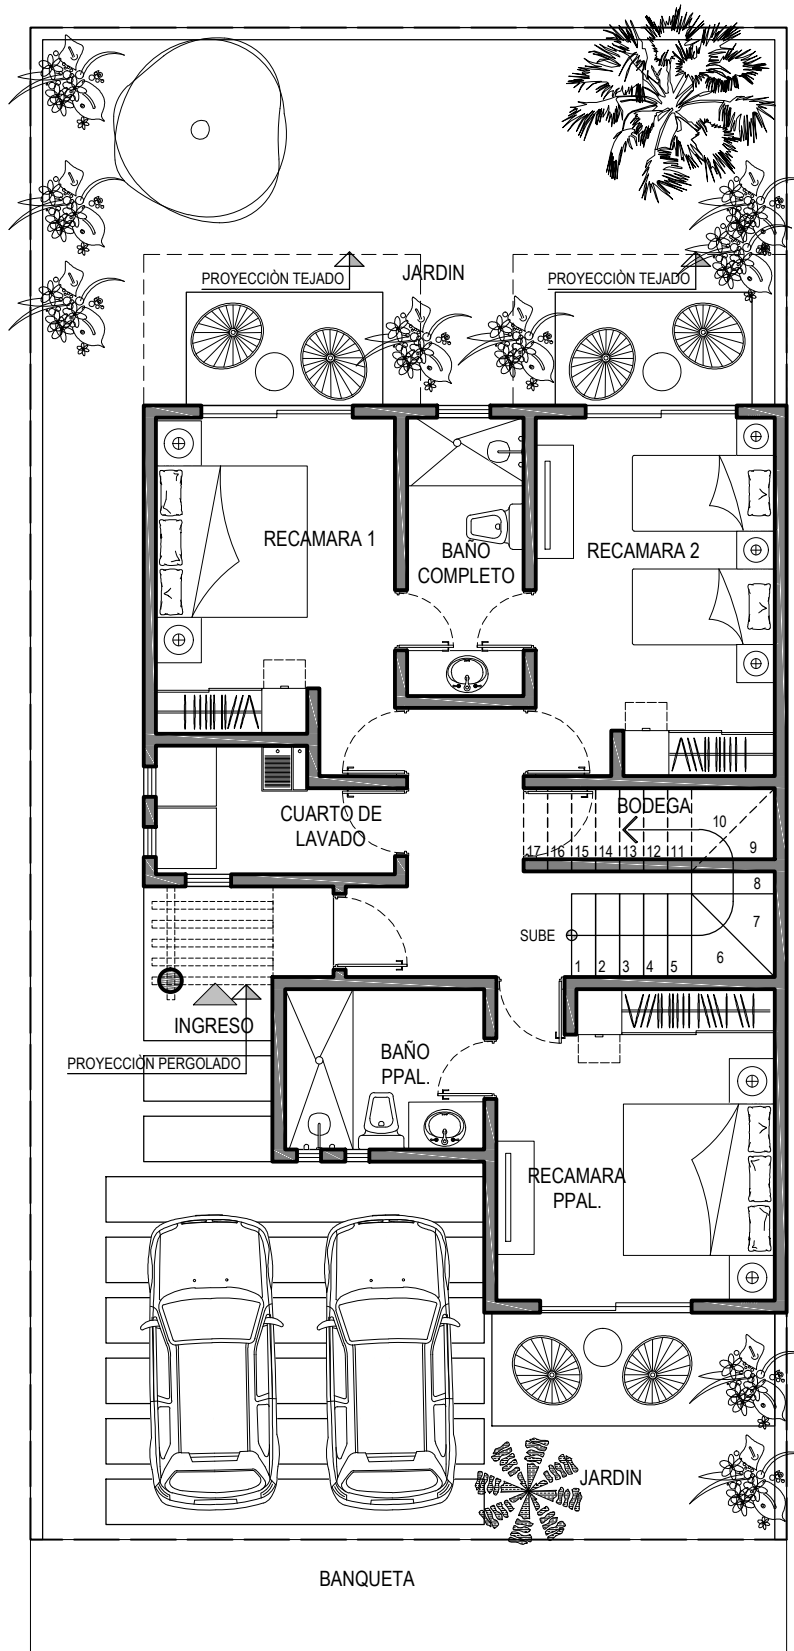 PROYECCIÒN TEJADO
JARDIN
PROYECCIÒN TEJADO
RECAMARA 1
BAÑO
COMPLETO
RECAMARA 2
CUARTO DE
LAVADO
BODEGA
10
17 16 15 14 13 12 11
9
8
7
SUBE
6
1 2 3 4 5
INGRESO
PROYECCIÒN PERGOLADO
BAÑO
PPAL.
RECAMARA
PPAL.
JARDIN
BANQUETA